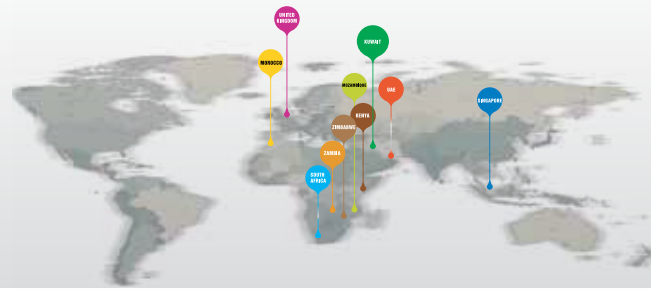 UNITED
KINGDOM
KUWAIT
MOROCCO
MOZAMBIQUE
UAE
SINGAPORE
KENYA
ZIMBABWE
ZAMBIA
SOUTH
AFRICA